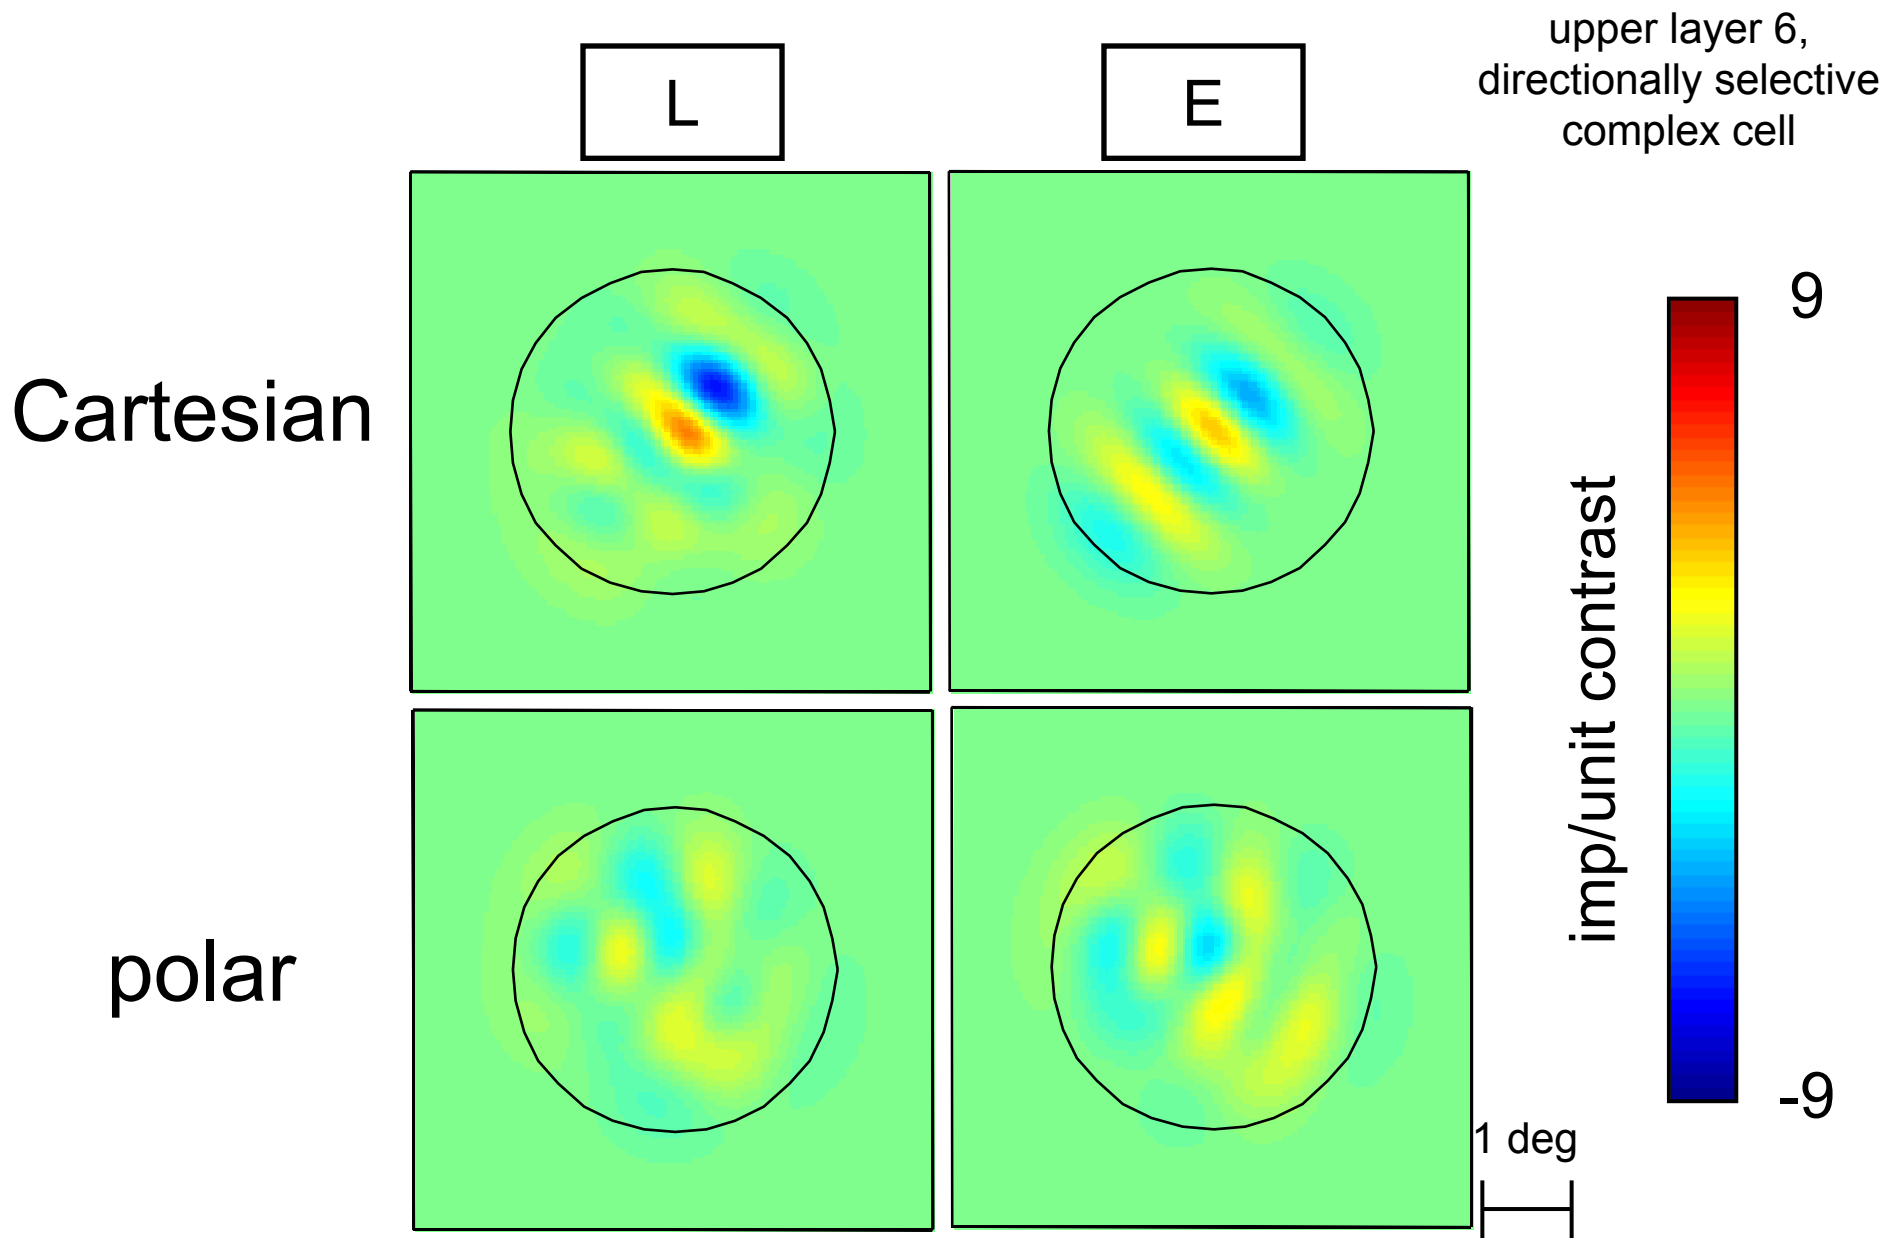 upper layer 6,
directionally selective
complex cell
L
E
Cartesian
polar
9
imp/unit contrast
-9
1 deg